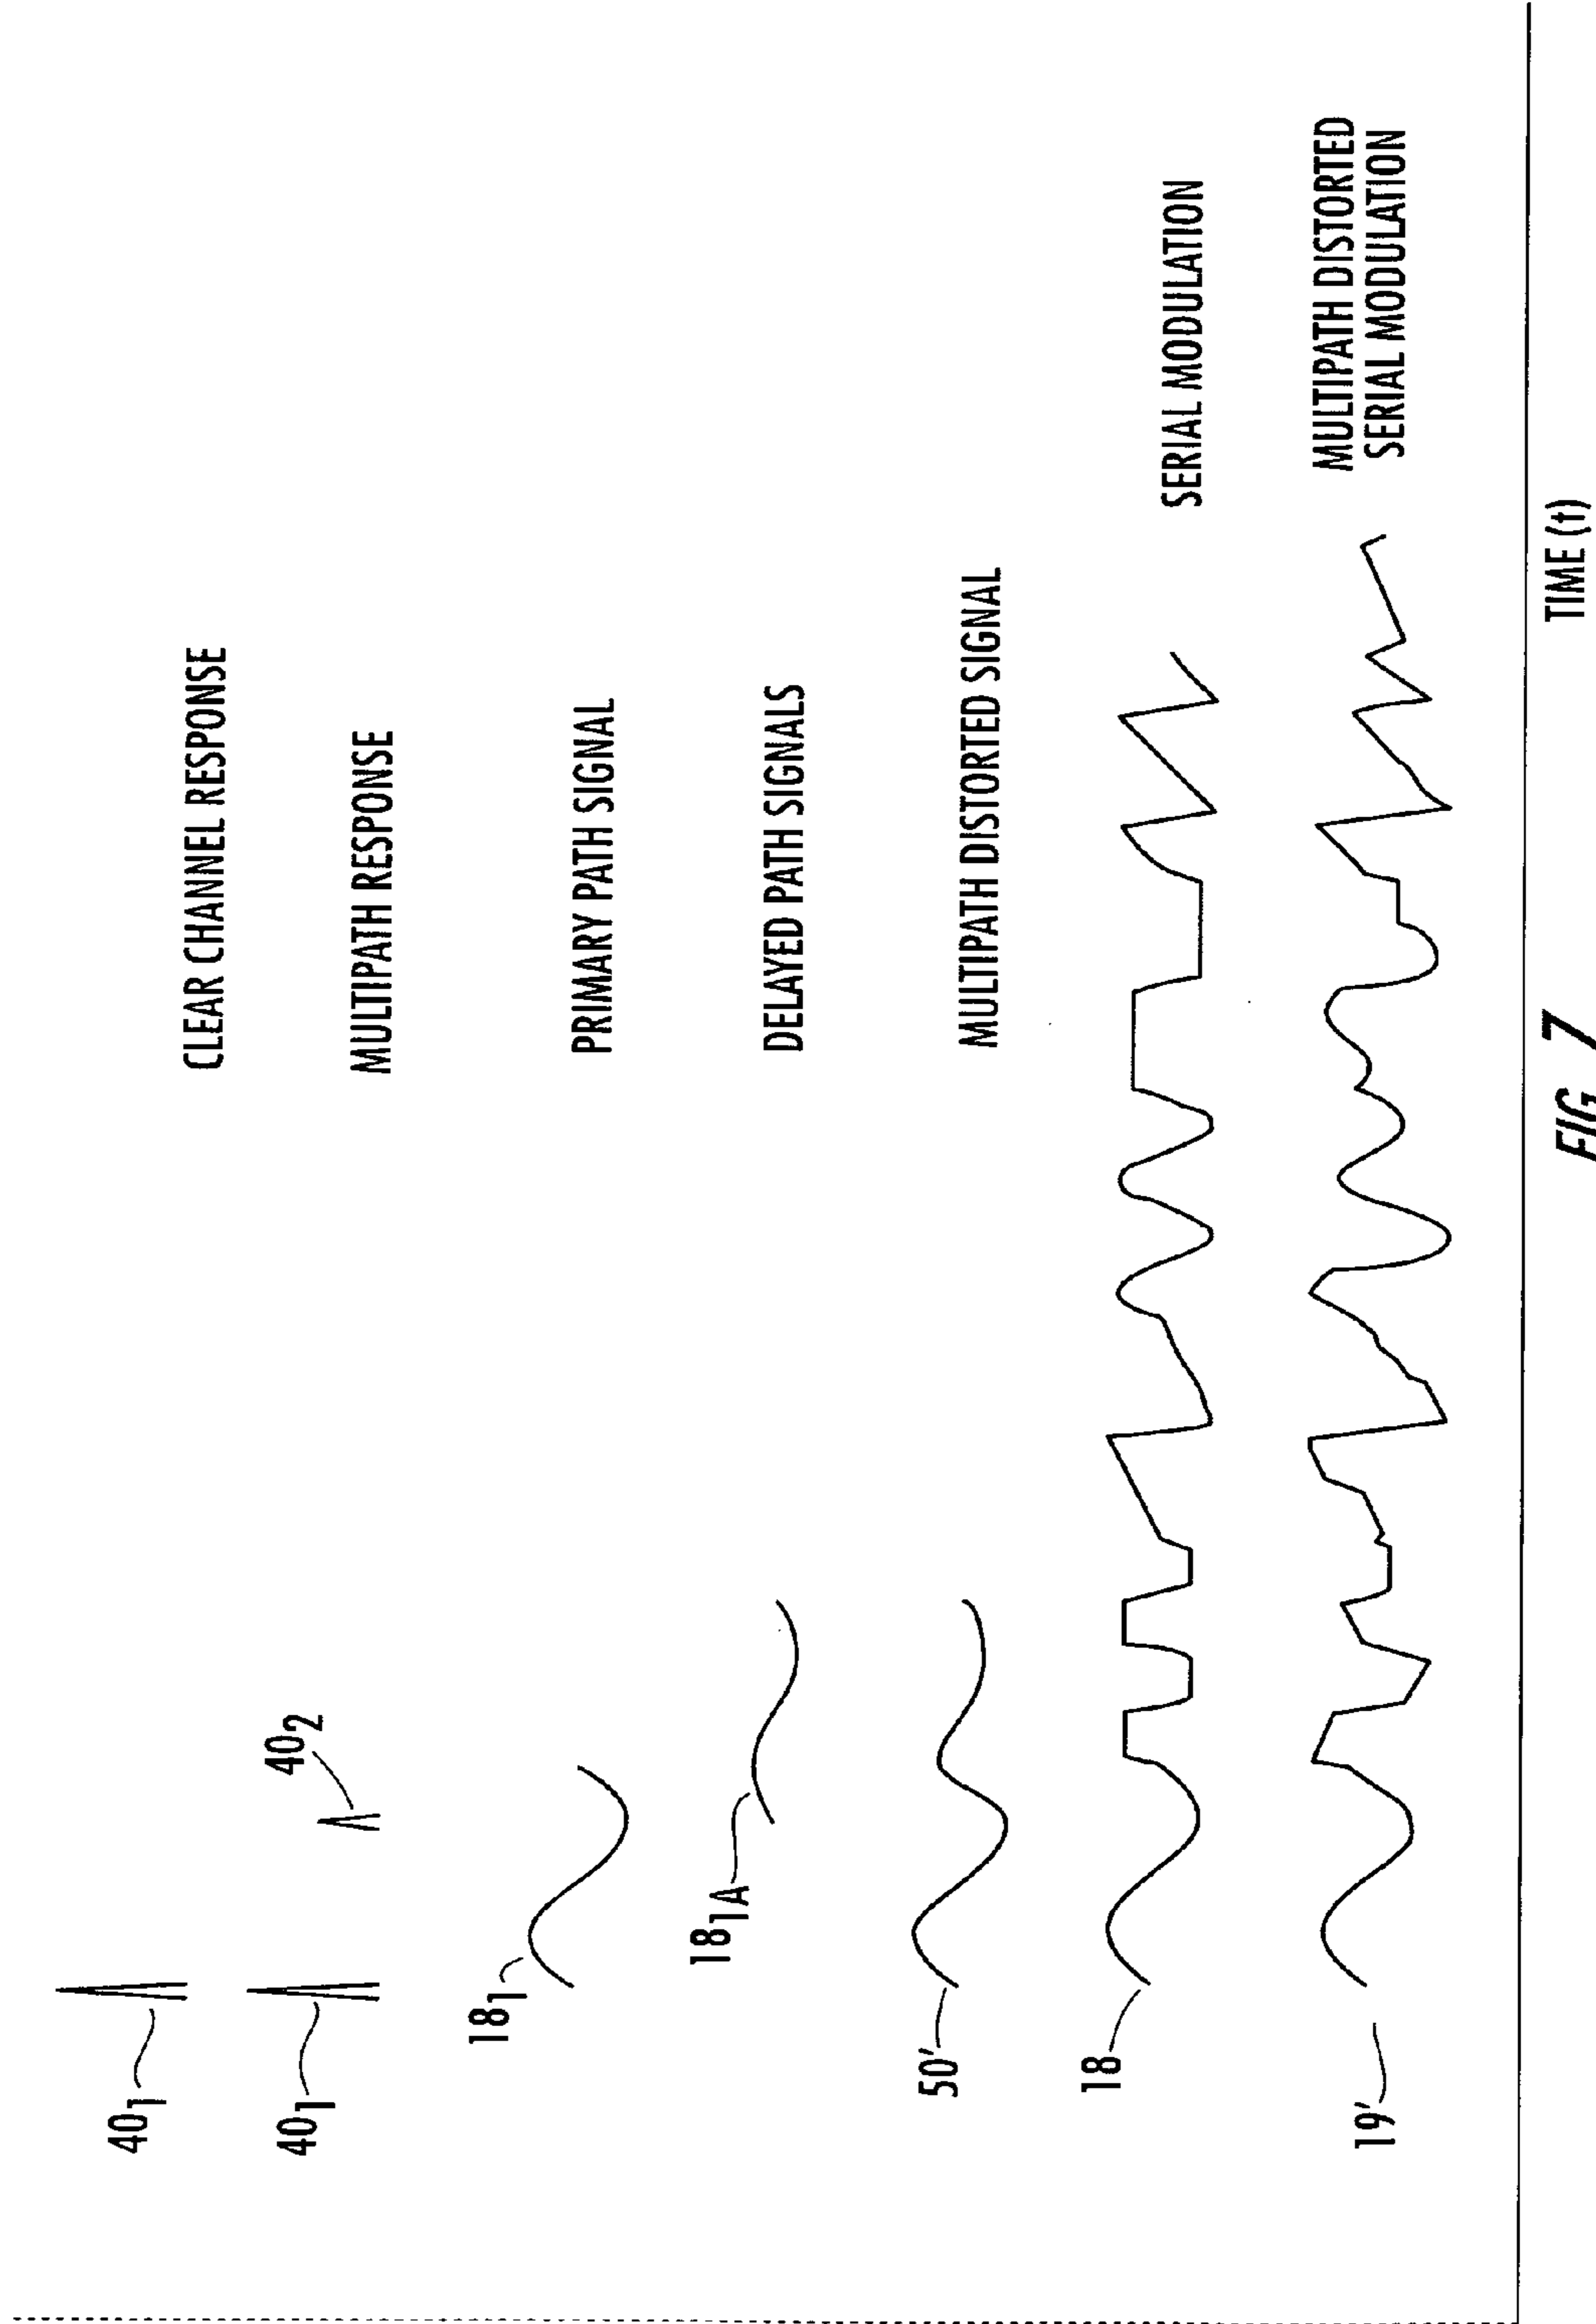 40₁
CLEAR CHANNEL RESPONSE
40₁
40₂
MULTIPATH RESPONSE
18₁
PRIMARY PATH SIGNAL
18₁A
DELAYED PATH SIGNALS
50'
MULTIPATH DISTORTED SIGNAL
18
SERIAL MODULATION
19'
MULTIPATH DISTORTED
SERIAL MODULATION
TIME (t)
FIG. 7